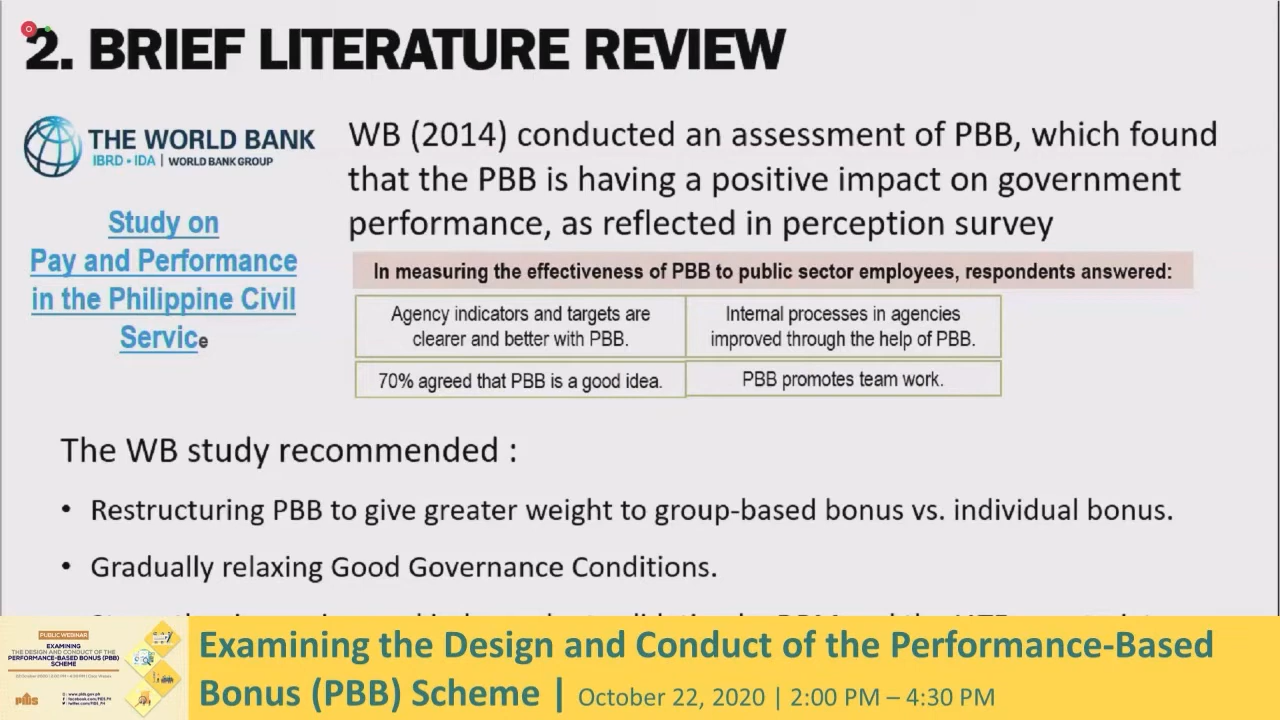 2. BRIEF LITERATURE REVIEW
THE WORLD BANK
IBRD • IDA | WORLD BANK GROUP
Study on
Pay and Performance
in the Philippine Civil
Service
WB (2014) conducted an assessment of PBB, which found
that the PBB is having a positive impact on government
performance, as reflected in perception survey
In measuring the effectiveness of PBB to public sector employees, respondents answered:
Agency indicators and targets are
clearer and better with PBB.
Internal processes in agencies
improved through the help of PBB.
70% agreed that PBB is a good idea.
PBB promotes team work.
The WB study recommended :
• Restructuring PBB to give greater weight to group-based bonus vs. individual bonus.
• Gradually relaxing Good Governance Conditions.
PUBLIC WEBINAR
EXAMINING
THE DESIGN AND CONDUCT OF THE
PERFORMANCE-BASED BONUS (PBB)
SCHEME
Examining the Design and Conduct of the Performance-Based
Bonus (PBB) Scheme | October 22, 2020 | 2:00 PM – 4:30 PM